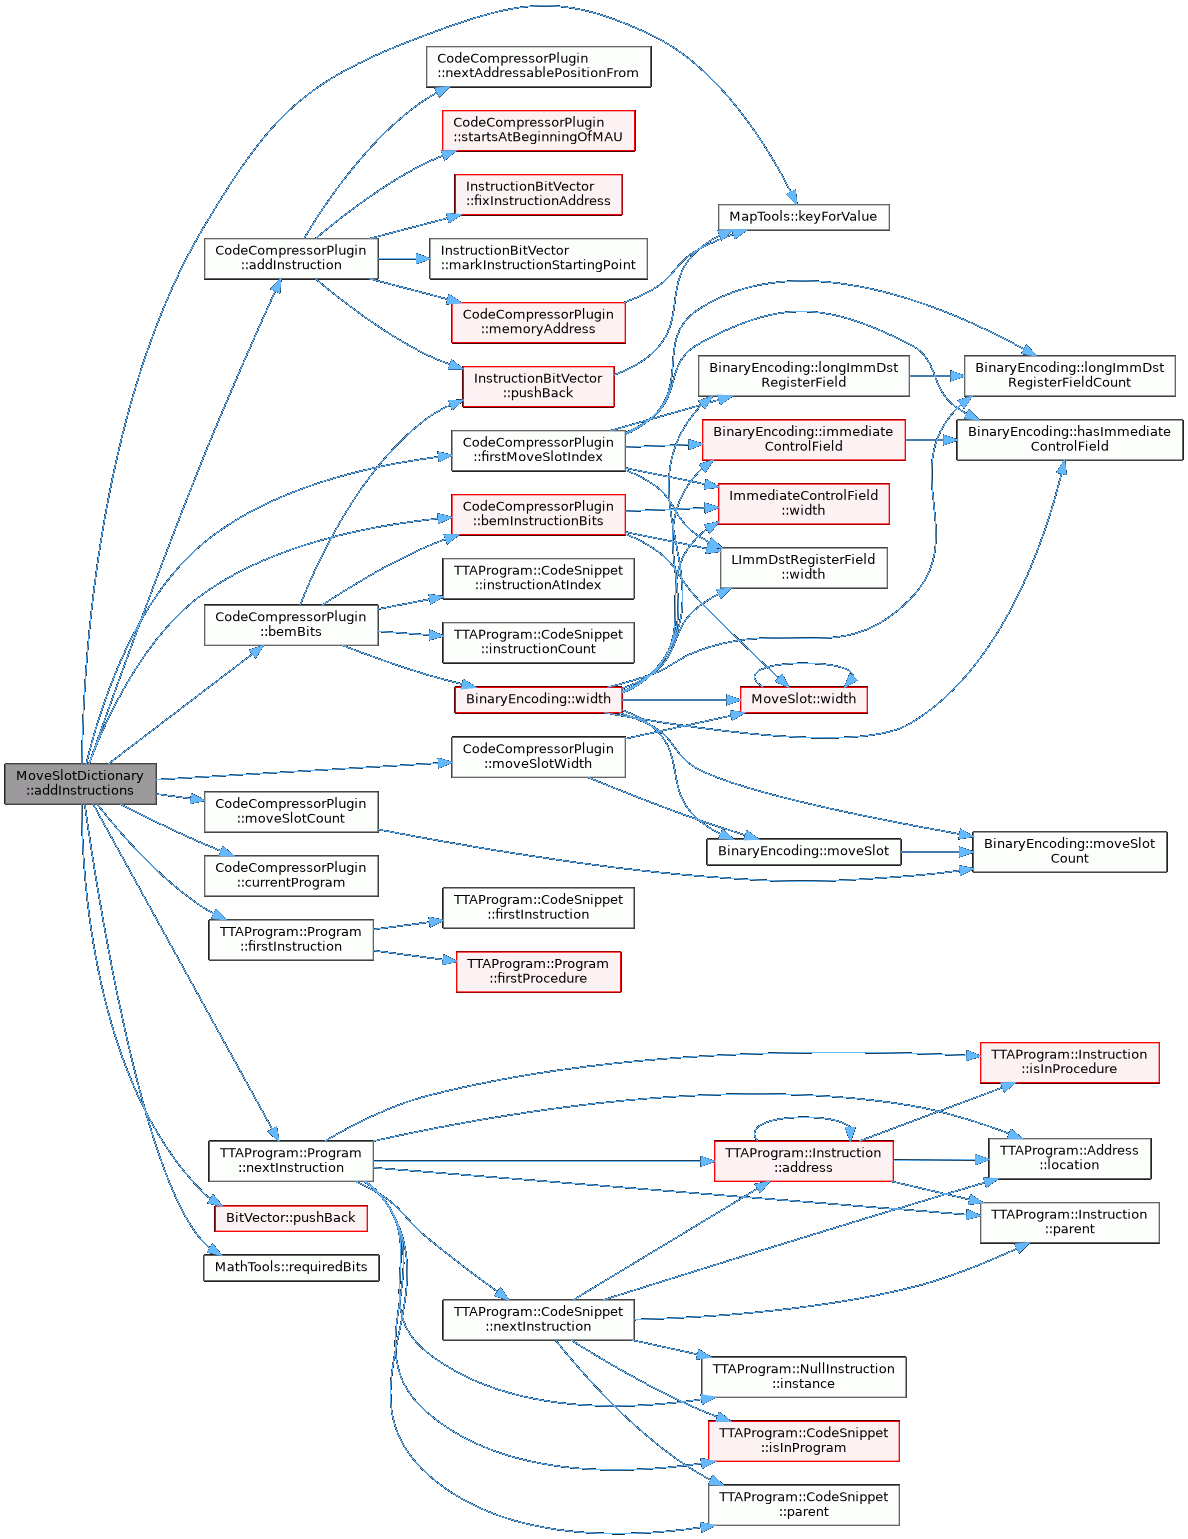 CodeCompressorPlugin
::nextAddressablePositionFrom
CodeCompressorPlugin
::startsAtBeginningOfMAU
InstructionBitVector
::fixInstructionAddress
MapTools::keyForValue
CodeCompressorPlugin
::addInstruction
InstructionBitVector
::markInstructionStartingPoint
CodeCompressorPlugin
::memoryAddress
InstructionBitVector
::pushBack
BinaryEncoding::longImmDst
RegisterField
BinaryEncoding::longImmDst
RegisterFieldCount
CodeCompressorPlugin
::firstMoveSlotIndex
BinaryEncoding::immediate
ControlField
BinaryEncoding::hasImmediate
ControlField
CodeCompressorPlugin
::bemInstructionBits
ImmediateControlField
::width
LImmDstRegisterField
::width
TTAProgram::CodeSnippet
::instructionAtIndex
CodeCompressorPlugin
::bemBits
TTAProgram::CodeSnippet
::instructionCount
BinaryEncoding::width
MoveSlot::width
CodeCompressorPlugin
::moveSlotWidth
MoveSlotDictionary
::addInstructions
CodeCompressorPlugin
::moveSlotCount
BinaryEncoding::moveSlot
BinaryEncoding::moveSlot
Count
CodeCompressorPlugin
::currentProgram
TTAProgram::CodeSnippet
::firstInstruction
TTAProgram::Program
::firstInstruction
TTAProgram::Program
::firstProcedure
TTAProgram::Instruction
::isInProcedure
TTAProgram::Program
::nextInstruction
TTAProgram::Instruction
::address
TTAProgram::Address
::location
BitVector::pushBack
TTAProgram::Instruction
::parent
MathTools::requiredBits
TTAProgram::CodeSnippet
::nextInstruction
TTAProgram::NullInstruction
::instance
TTAProgram::CodeSnippet
::isInProgram
TTAProgram::CodeSnippet
::parent